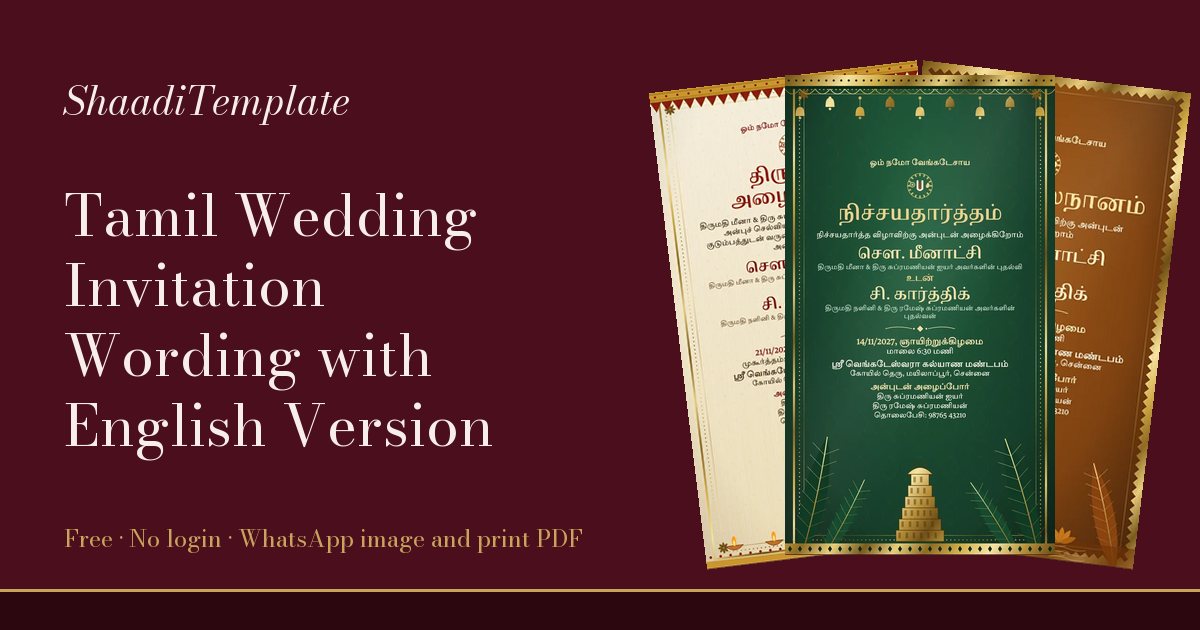 ShaadiTemplate
Tamil Wedding
Invitation
Wording with
English Version
Free · No login · WhatsApp image and print PDF
ஓம் நமோ வேங்கடேசாய
U
நிச்சயதார்த்தம்
நிச்சயதார்த்த விழாவிற்கு அன்புடன் அழைக்கிறோம்
சௌ. மீனாட்சி
திருமதி மீனா & திரு சுப்ரமணியன் ஐயர் அவர்களின் புதல்வி
உடன்
சி. கார்த்திக்
திருமதி நளினி & திரு ரமேஷ் சுப்ரமணியன் அவர்களின்
புதல்வன்
14/11/2027, ஞாயிற்றுக்கிழமை
மாலை 6:30 மணி
ஸ்ரீ வெங்கடேஸ்வரா கல்யாண மண்டபம்
கோயில் தெரு, மயிலாப்பூர், சென்னை
அன்புடன் அழைப்போர்
திரு சுப்ரமணியன் ஐயர்
திரு ரமேஷ் சுப்ரமணியன்
தொலைபேசி: 98765 43210